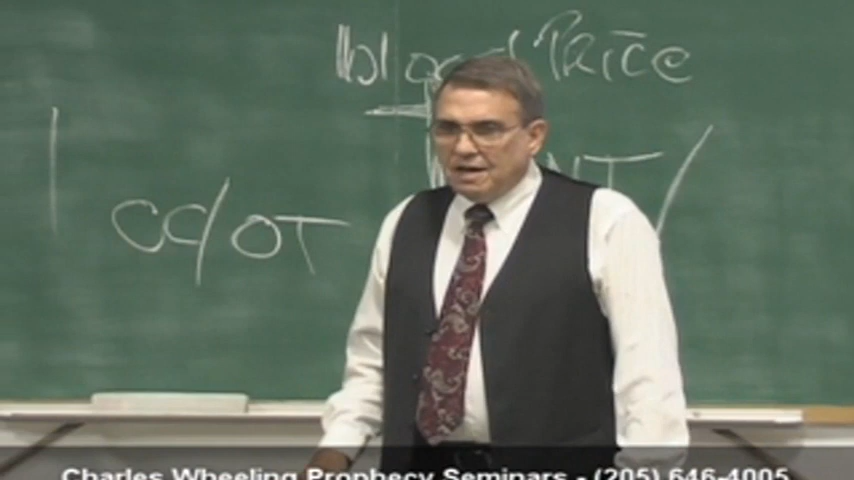 blood Price
NT /
CC/OT
Charles Wheeling Prophecy Seminars - (205) 646-4005